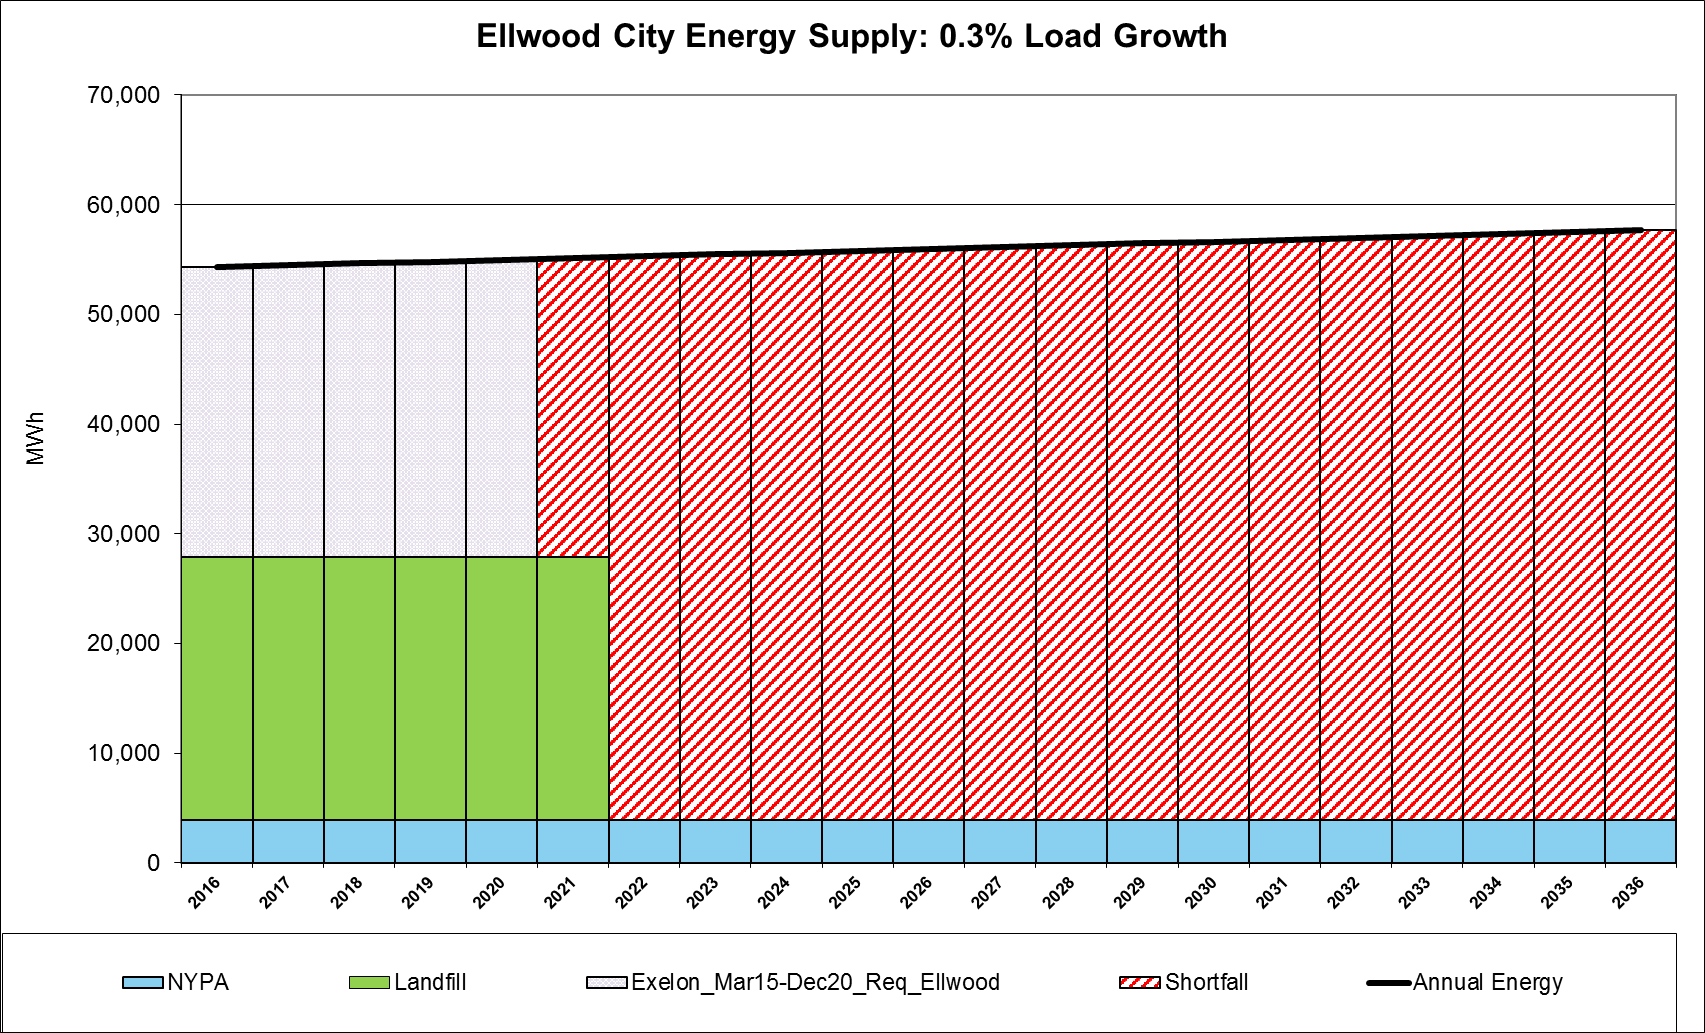 Ellwood City Energy Supply: 0.3% Load Growth
70,000
60,000
50,000
40,000
30,000
20,000
10,000
0
MWh
2016 2017 2018 2019 2020 2021 2022 2023 2024 2025 2026 2027 2028 2029 2030 2031 2032 2033 2034 2035 2036
NYPA Landfill Exelon_Mar15-Dec20_Req_Ellwood Shortfall Annual Energy